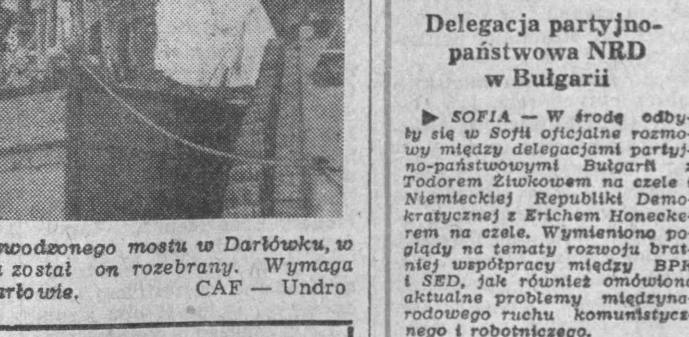 wodzonego mostu w Darłówku, w
został on rozebrany. Wymaga
arłowie. CAF — Undro
Delegacja partyjno-
państwowa NRD
w Bułgarii
▶ SOFIA — W środę odby-
ły się w Sofii oficjalne rozmo-
wy między delegacjami partyj-
no-państwowymi Bułgarii z
Todorem Żiwkowem na czele i
Niemieckiej Republiki Demo-
kratycznej z Erichem Honecke-
rem na czele. Wymieniono po-
glądy na tematy rozwoju brat-
niej współpracy między BPK
i SED, jak również omówiono
aktualne problemy międzyna-
rodowego ruchu komunistycz-
nego i robotniczego.